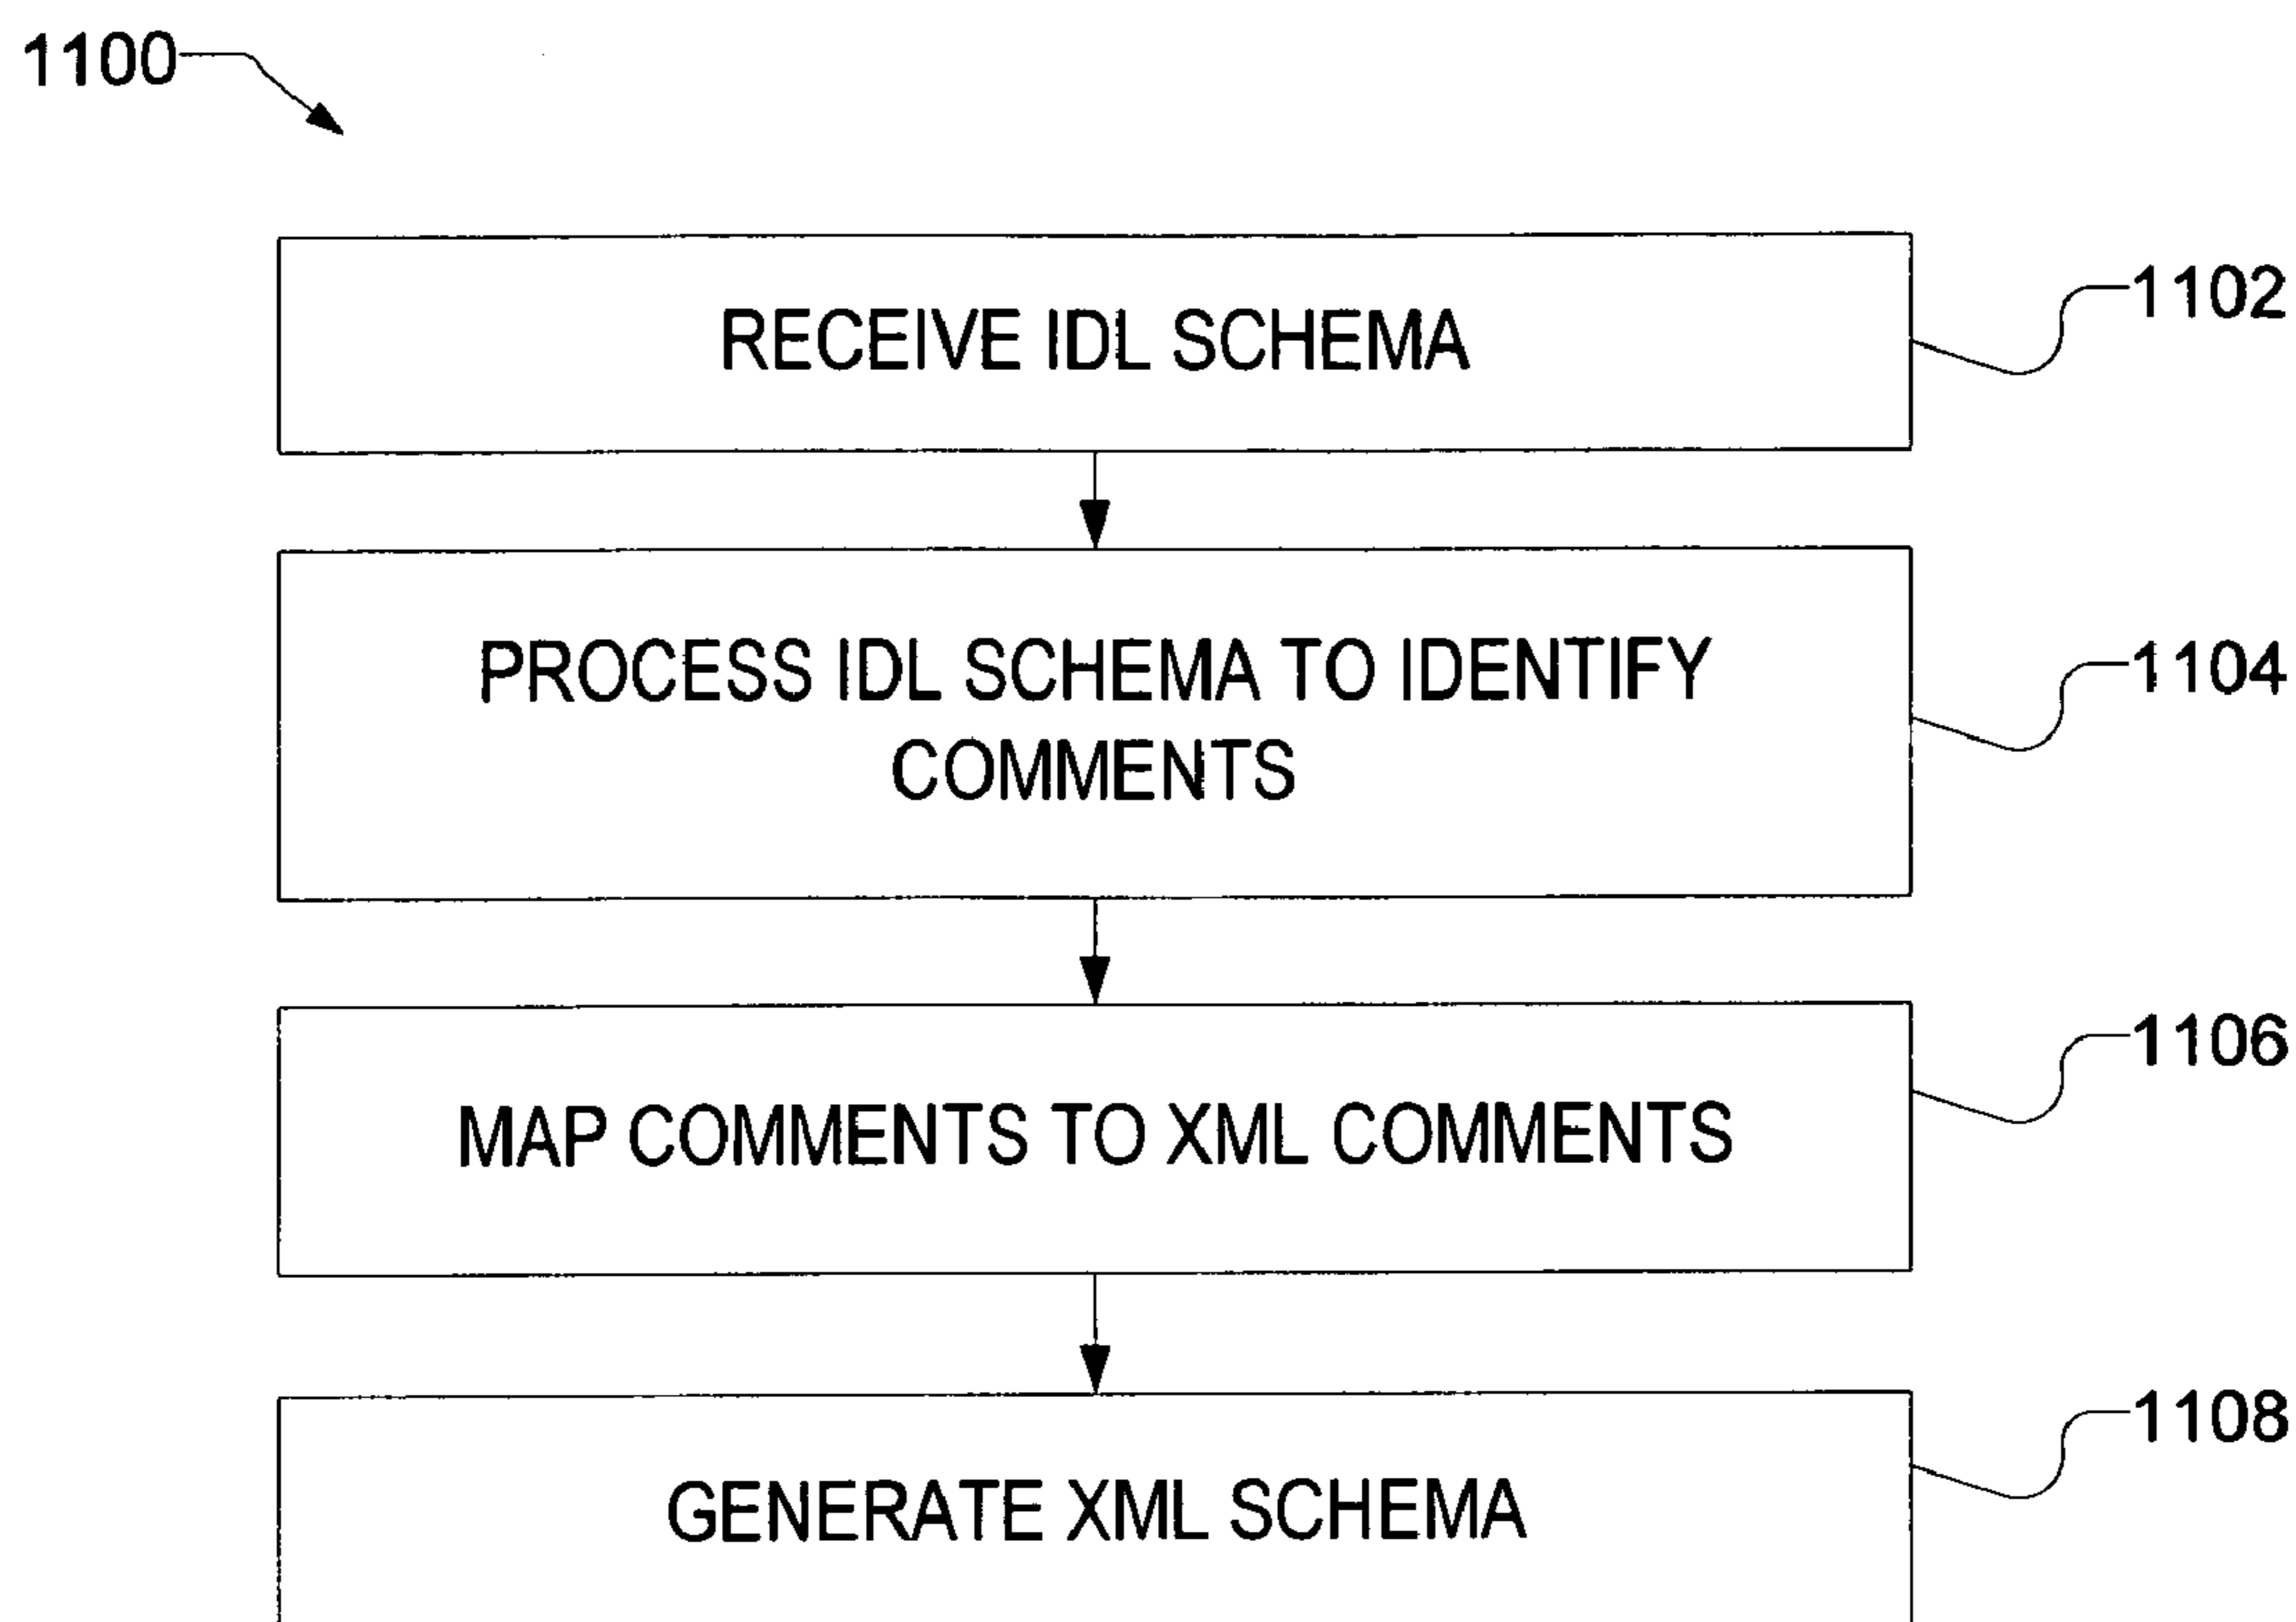 1100
RECEIVE IDL SCHEMA
1102
PROCESS IDL SCHEMA TO IDENTIFY
COMMENTS
1104
MAP COMMENTS TO XML COMMENTS
1106
GENERATE XML SCHEMA
1108